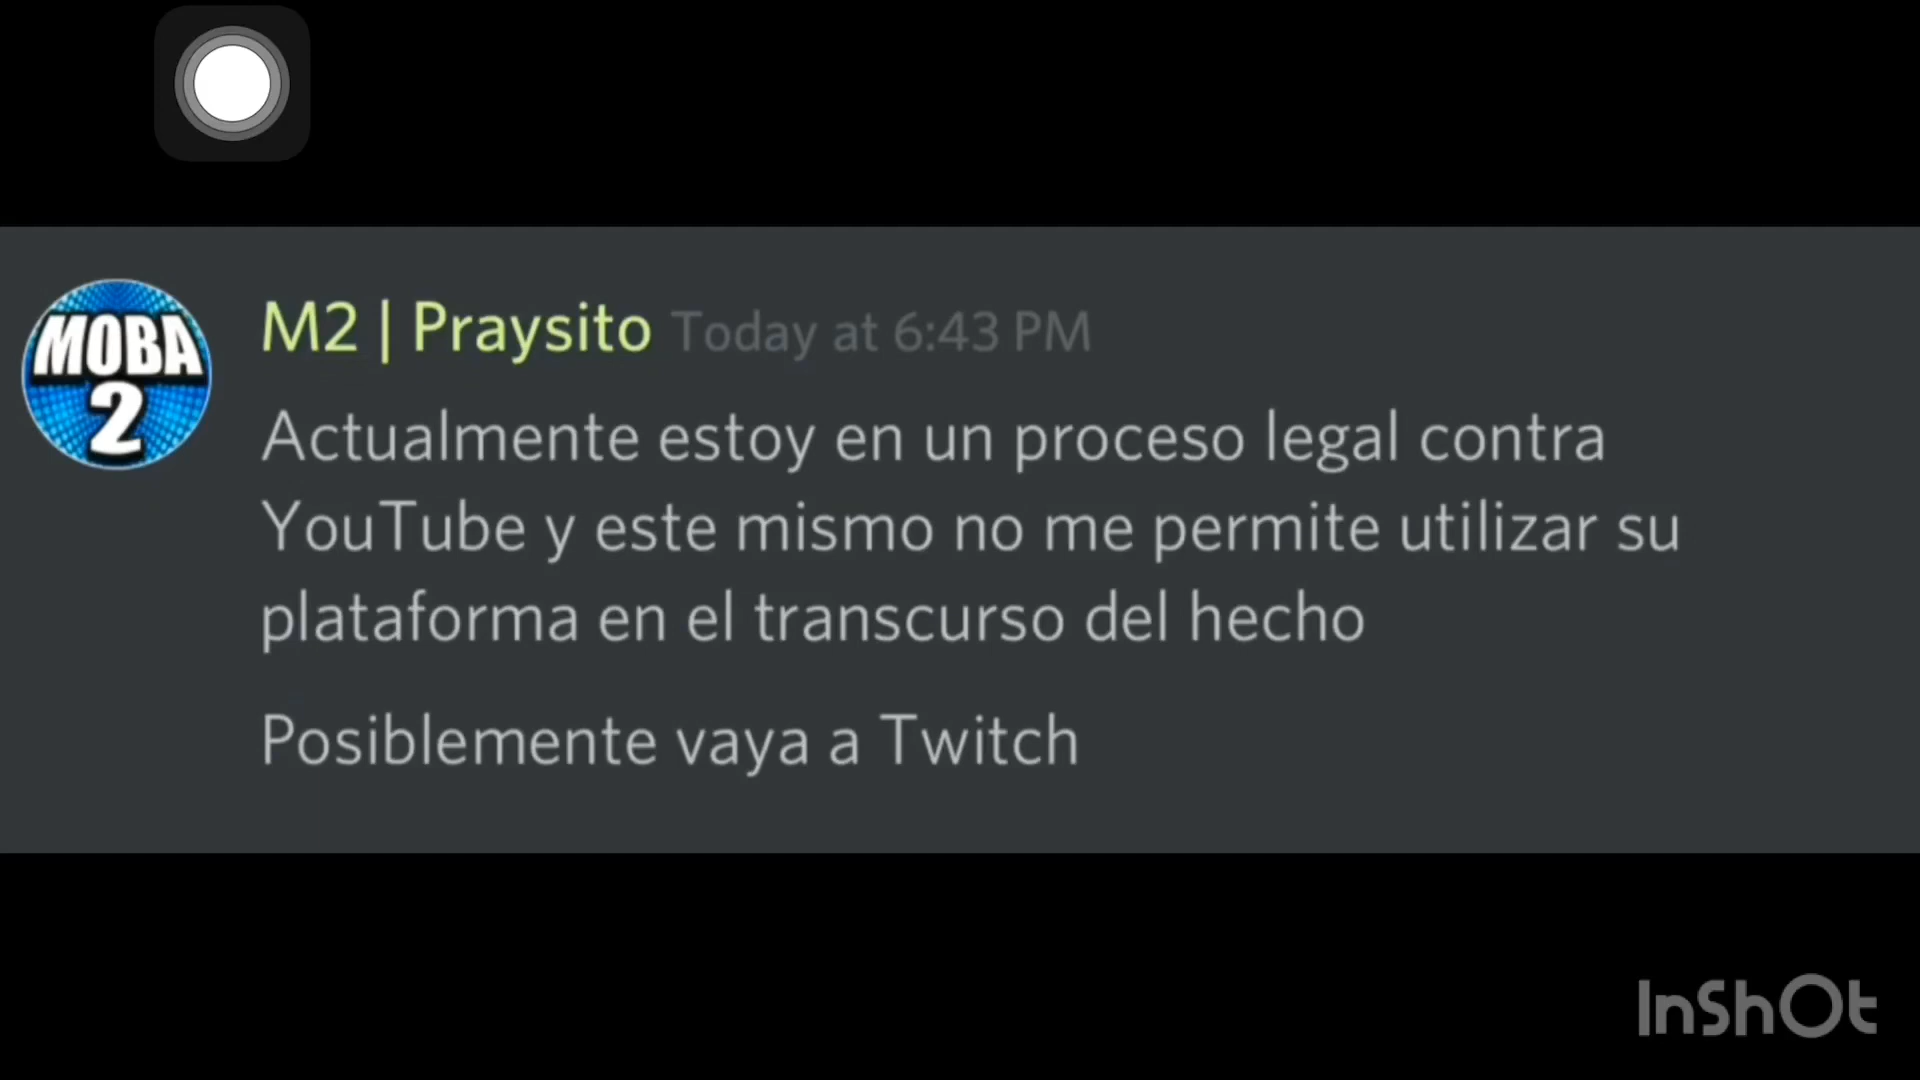 MOBA
2
M2 | Praysito Today at 6:43 PM
Actualmente estoy en un proceso legal contra
YouTube y este mismo no me permite utilizar su
plataforma en el transcurso del hecho
Posiblemente vaya a Twitch
InShOt